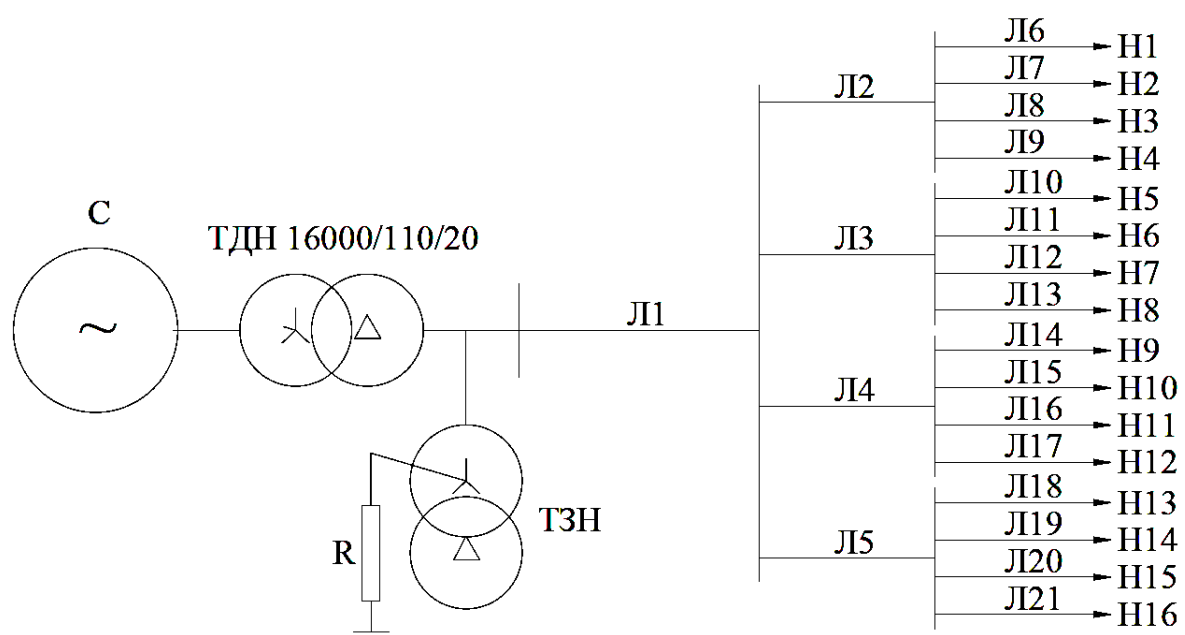 С
ТДН 16000/110/20
ТЗН
R
Л1
Л2
Л3
Л4
Л5
Л6 Н1
Л7 Н2
Л8 Н3
Л9 Н4
Л10 Н5
Л11 Н6
Л12 Н7
Л13 Н8
Л14 Н9
Л15 Н10
Л16 Н11
Л17 Н12
Л18 Н13
Л19 Н14
Л20 Н15
Л21 Н16